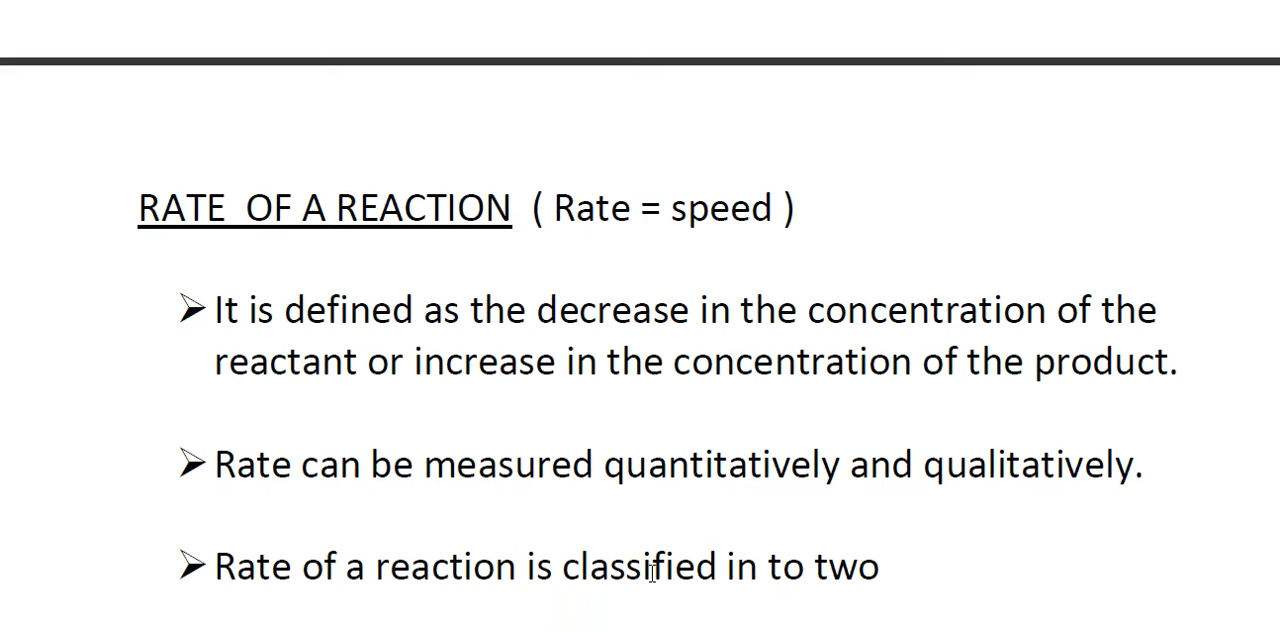 RATE OF A REACTION ( Rate = speed )
➢ It is defined as the decrease in the concentration of the
reactant or increase in the concentration of the product.
➢ Rate can be measured quantitatively and qualitatively.
➢ Rate of a reaction is classified in to two